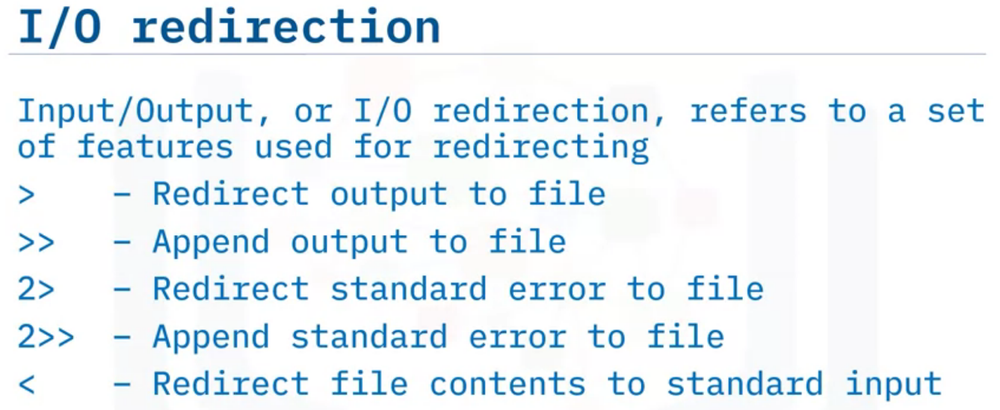 I/O redirection
Input/Output, or I/O redirection, refers to a set
of features used for redirecting
> – Redirect output to file
>> – Append output to file
2> – Redirect standard error to file
2>> – Append standard error to file
< – Redirect file contents to standard input